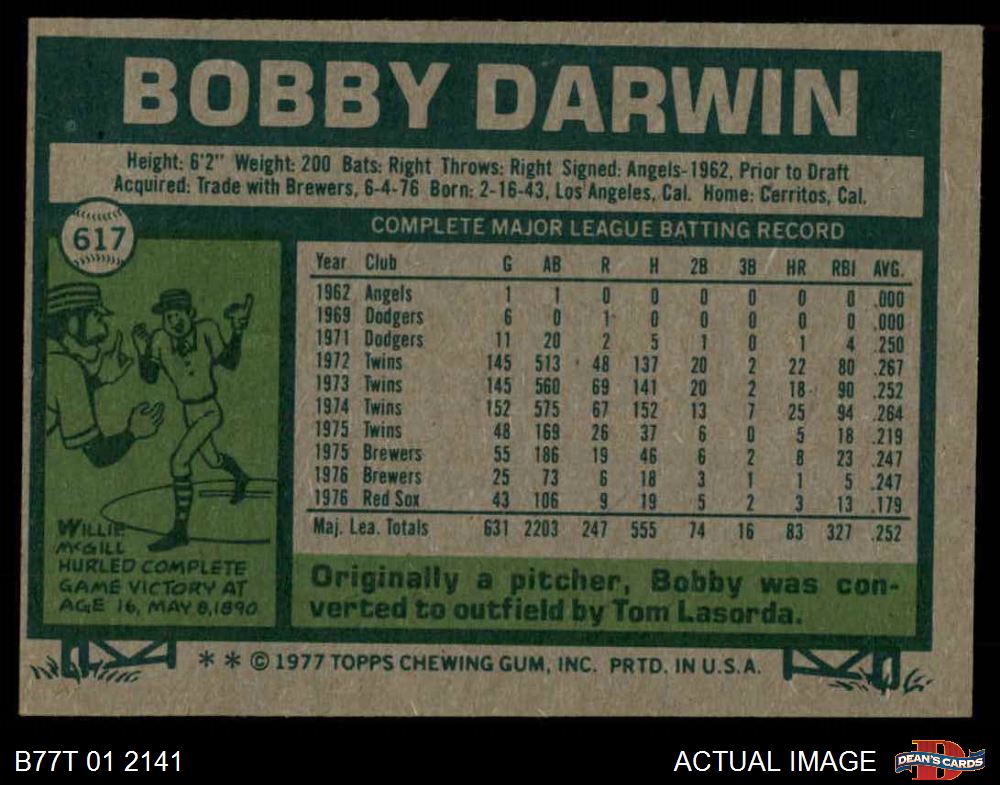 BOBBY DARWIN
Height: 6'2" Weight: 200 Bats: Right Throws: Right Signed: Angels-1962, Prior to Draft
Acquired: Trade with Brewers, 6-4-76 Born: 2-16-43, Los Angeles, Cal. Home: Cerritos, Cal.
617
COMPLETE MAJOR LEAGUE BATTING RECORD
Year Club G AB R H 2B 3B HR RBI AVG.
1962 Angels 1 1 0 0 0 0 0 0 .000
1969 Dodgers 6 0 1 0 0 0 0 0 .000
1971 Dodgers 11 20 2 5 1 0 1 4 .250
1972 Twins 145 513 48 137 20 2 22 80 .267
1973 Twins 145 560 69 141 20 2 18 90 .252
1974 Twins 152 575 67 152 13 7 25 94 .264
1975 Twins 48 169 26 37 6 0 5 18 .219
1975 Brewers 55 186 19 46 6 2 8 23 .247
1976 Brewers 25 73 6 18 3 1 1 5 .247
1976 Red Sox 43 106 9 19 5 2 3 13 .179
Maj. Lea. Totals 631 2203 247 555 74 16 83 327 .252
WILLIE
McGILL
HURLED COMPLETE
GAME VICTORY AT
AGE 16, MAY 8, 1890
Originally a pitcher, Bobby was con-
verted to outfield by Tom Lasorda.
* * © 1977 TOPPS CHEWING GUM, INC. PRTD. IN U.S.A.
B77T 01 2141
ACTUAL IMAGE
DEAN'S CARDS